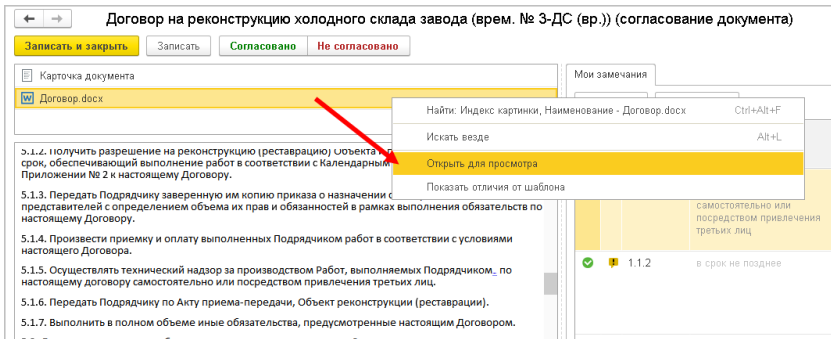 Договор на реконструкцию холодного склада завода (врем. № 3-ДС (вр.)) (согласование документа)
Записать и закрыть
Записать
Согласовано
Не согласовано
Карточка документа
Договор.docx
Мои замечания
Найти: Индекс картинки, Наименование - Договор.docx Ctrl+Alt+F
Искать везде Alt+L
Открыть для просмотра
Показать отличия от шаблона
5.1.2. Получить разрешение на реконструкцию (реставрацию) Объекта
срок, обеспечивающий выполнение работ в соответствии с Календарным
Приложении № 2 к настоящему Договору.
5.1.3. Передать Подрядчику заверенную им копию приказа о назначении
представителей с определением объема их прав и обязанностей в рамках выполнения обязательств по
настоящему Договору.
5.1.4. Произвести приемку и оплату выполненных Подрядчиком работ в соответствии с условиями
настоящего Договора.
5.1.5. Осуществлять технический надзор за производством Работ, выполняемых Подрядчиком_ по
настоящему договору самостоятельно или посредством привлечения третьих лиц.
5.1.6. Передать Подрядчику по Акту приема-передачи, Объект реконструкции (реставрации).
5.1.7. Выполнить в полном объеме иные обязательства, предусмотренные настоящим Договором.
самостоятельно или
посредством привлечения
третьих лиц
1.1.2 в срок не позднее